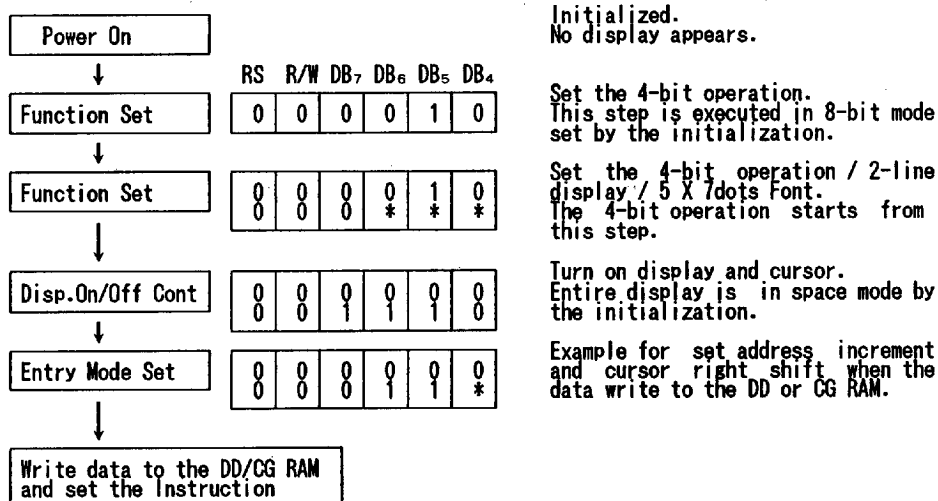 Power On
Initialized.
No display appears.
RS R/W DB₇ DB₆ DB₅ DB₄
Function Set
0 0 0 0 1 0
Set the 4-bit operation.
This step is executed in 8-bit mode
set by the initialization.
Function Set
0 0 0 0 1 0
0 0 0 * * *
Set the 4-bit operation / 2-line
display / 5 X 7dots Font.
The 4-bit operation starts from
this step.
Disp.On/Off Cont
0 0 0 0 0 0
0 0 1 1 1 0
Turn on display and cursor.
Entire display is in space mode by
the initialization.
Entry Mode Set
0 0 0 0 0 0
0 0 0 1 1 *
Example for set address increment
and cursor right shift when the
data write to the DD or CG RAM.
Write data to the DD/CG RAM
and set the Instruction